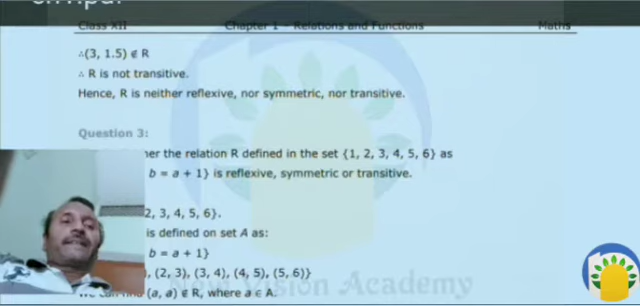 Class XII Chapter 1 – Relations and Functions Maths
∴(3, 1.5) ∉ R
∴ R is not transitive.
Hence, R is neither reflexive, nor symmetric, nor transitive.
Question 3:
her the relation R defined in the set {1, 2, 3, 4, 5, 6} as
b = a + 1} is reflexive, symmetric or transitive.
2, 3, 4, 5, 6}.
is defined on set A as:
b = a + 1}
), (2, 3), (3, 4), (4, 5), (5, 6)}
(a, a) ∉ R, where a ∈ A.
New Vision Academy